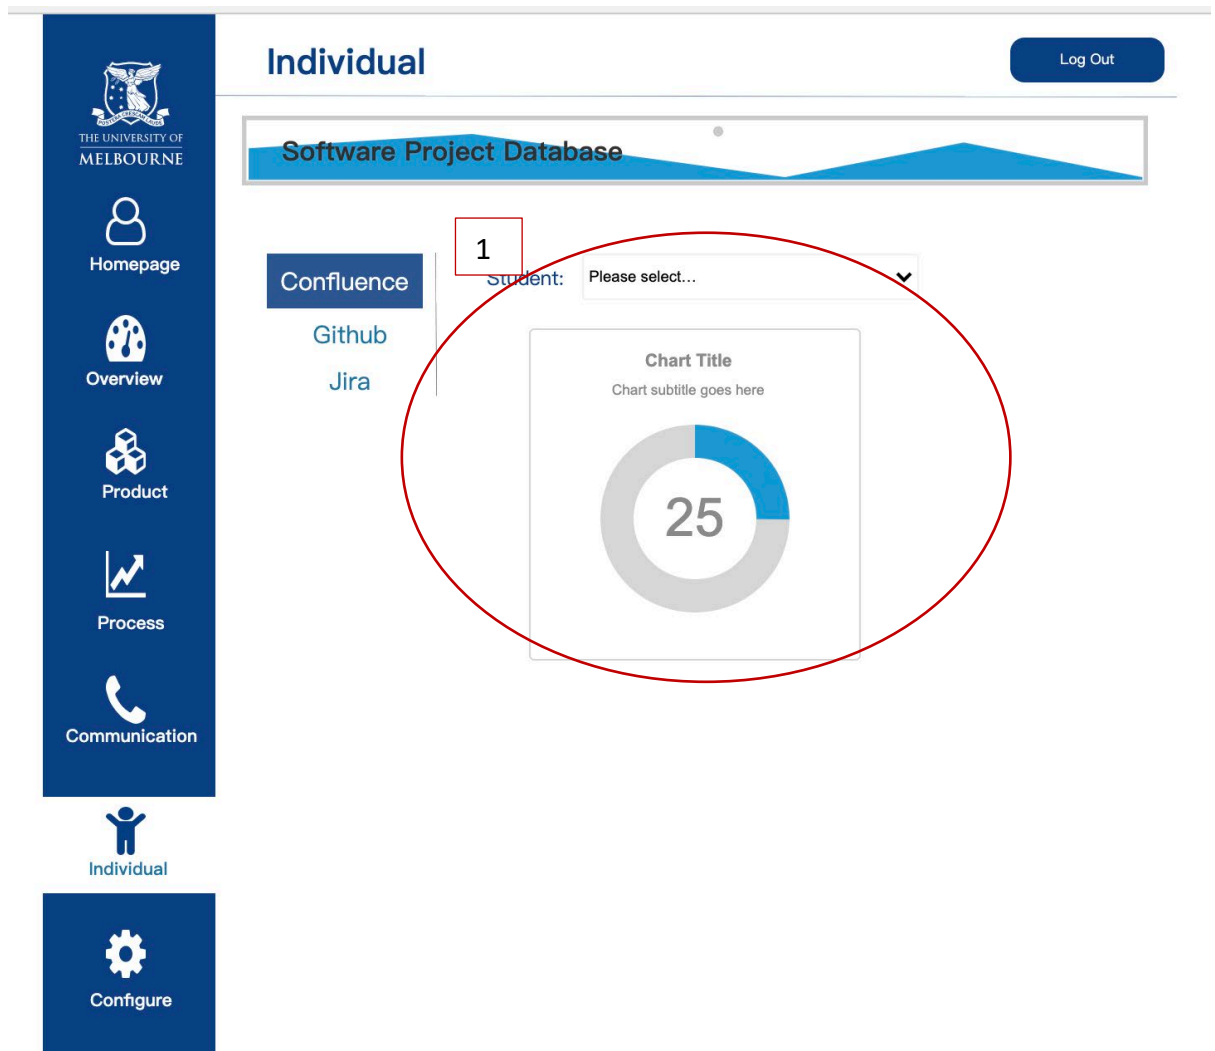 Individual
Log Out
THE UNIVERSITY OF
MELBOURNE
Software Project Database
Homepage
1
Confluence
Student:
Please select...
Github
Jira
Overview
Chart Title
Chart subtitle goes here
Product
25
Process
Communication
Individual
Configure